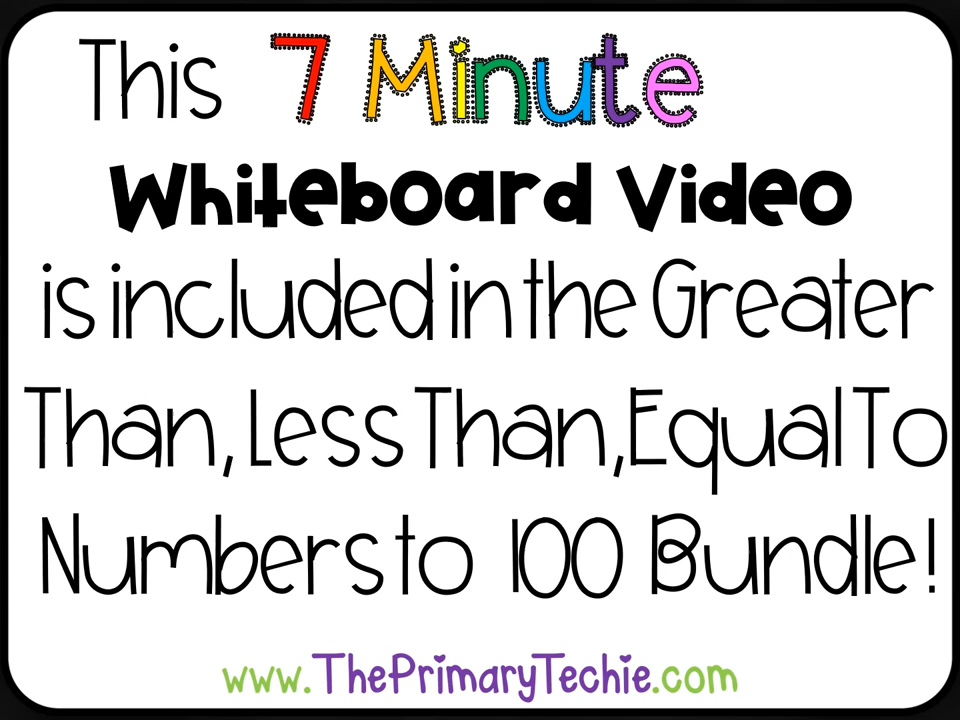 This 7 Minute
Whiteboard Video
is included in the Greater
Than, Less Than, Equal To
Numbers to 100 Bundle!
www.ThePrimaryTechie.com